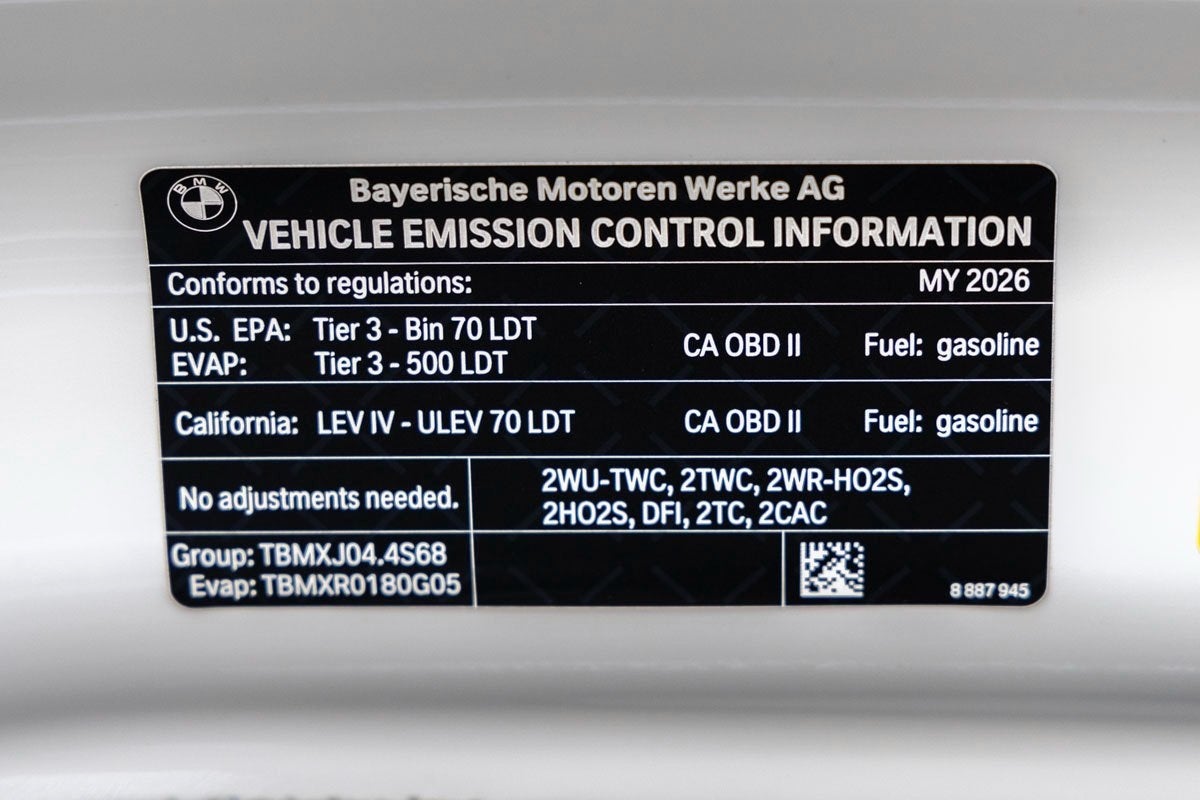 BMW
Bayerische Motoren Werke AG
VEHICLE EMISSION CONTROL INFORMATION
Conforms to regulations: MY 2026
U.S. EPA: Tier 3 - Bin 70 LDT
EVAP: Tier 3 - 500 LDT
CA OBD II Fuel: gasoline
California: LEV IV - ULEV 70 LDT CA OBD II Fuel: gasoline
No adjustments needed.
2WU-TWC, 2TWC, 2WR-HO2S,
2HO2S, DFI, 2TC, 2CAC
Group: TBMXJ04.4S68
Evap: TBMXR0180G05
8 887 945